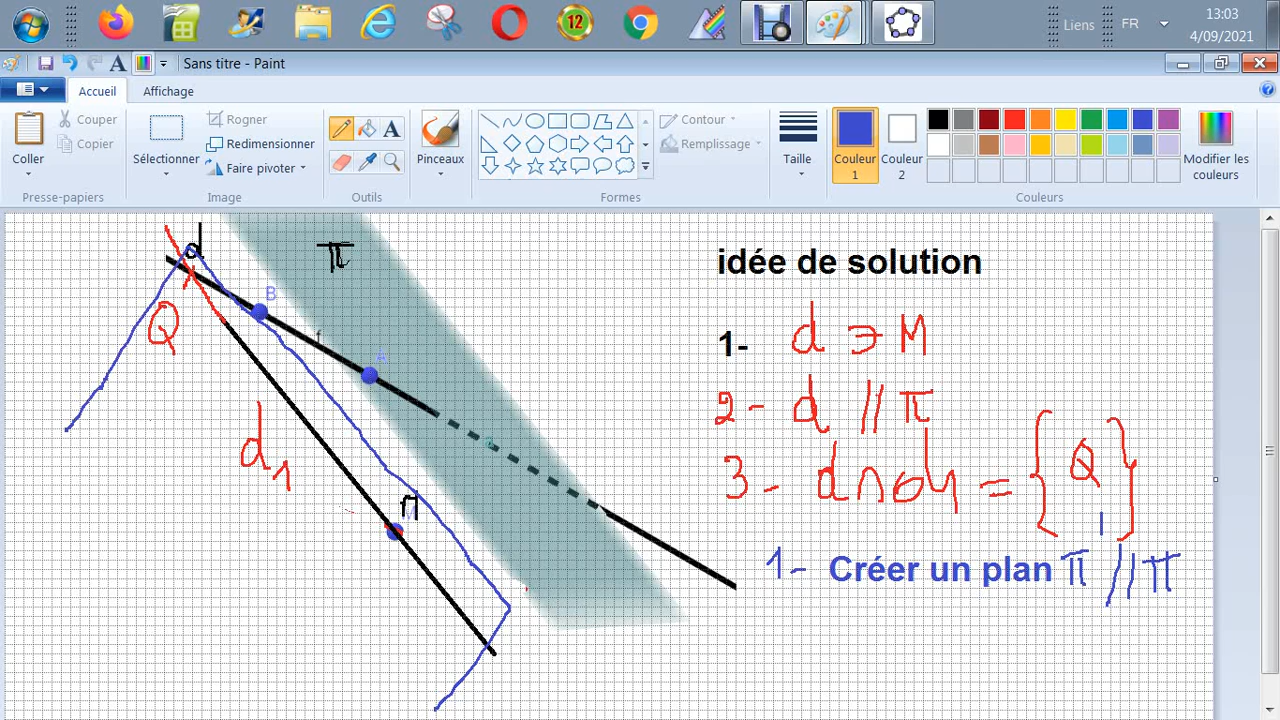 13:03
Liens FR
4/09/2021
12
Sans titre - Paint
Accueil Affichage
Coller
Couper
Copier
Sélectionner
Rogner
Redimensionner
Faire pivoter
Pinceaux
Contour
Remplissage
Taille
Couleur 1
Couleur 2
Modifier les couleurs
Presse-papiers Image Outils Formes Couleurs
d
π
B
Q
f
A
d1
M
idée de solution
1- d ∋ M
2- d // π
3- d∩d1 = {Q}
1- Créer un plan π' // π